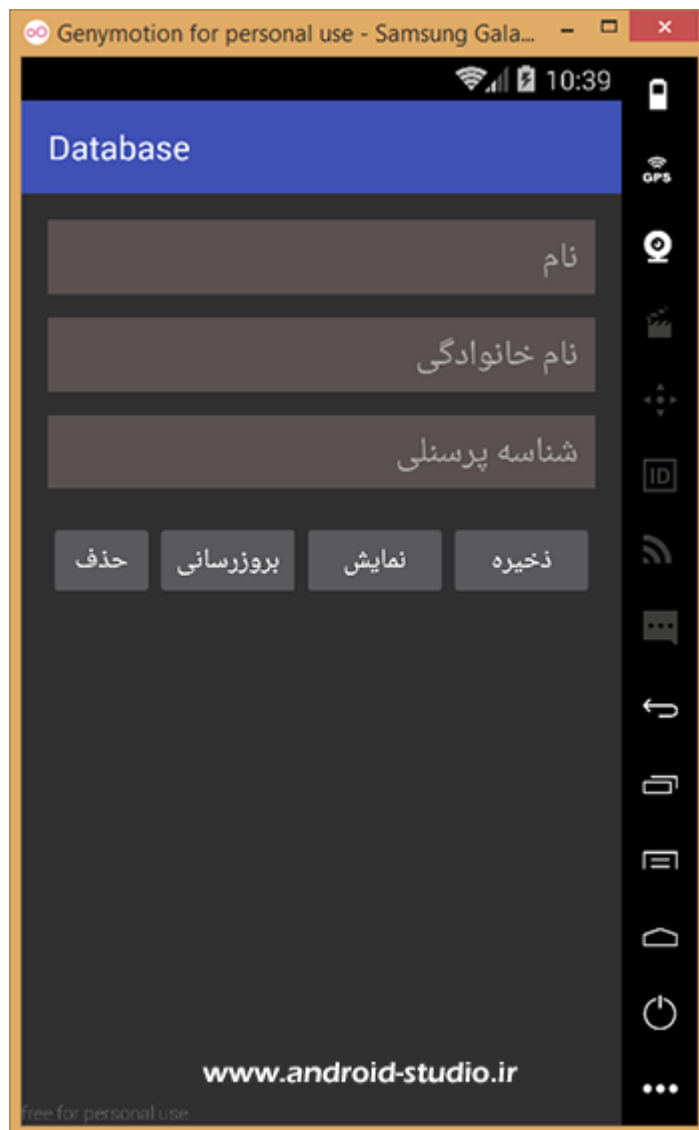 Genymotion for personal use - Samsung Gala...
10:39
GPS
Database
نام
نام خانوادگی
شناسه پرسنلی
ID
ذخیره نمایش بروزرسانی حذف
www.android-studio.ir
free for personal use